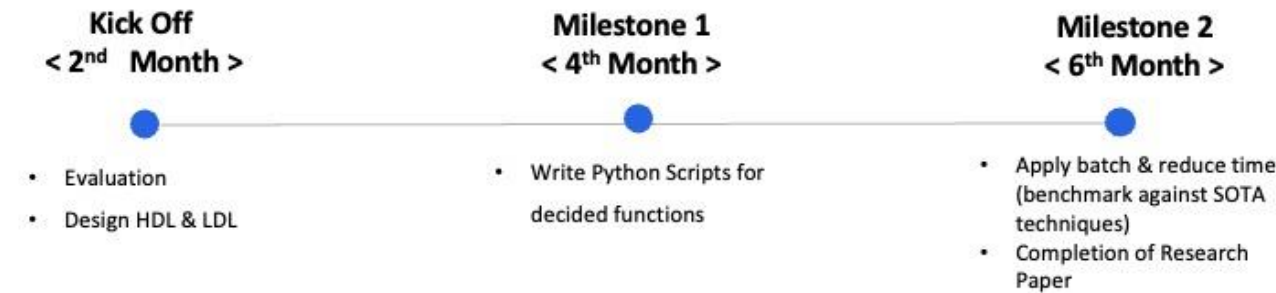 Kick Off
< 2nd Month >
• Evaluation
• Design HDL & LDL
Milestone 1
< 4th Month >
• Write Python Scripts for
decided functions
Milestone 2
< 6th Month >
• Apply batch & reduce time
(benchmark against SOTA
techniques)
• Completion of Research
Paper